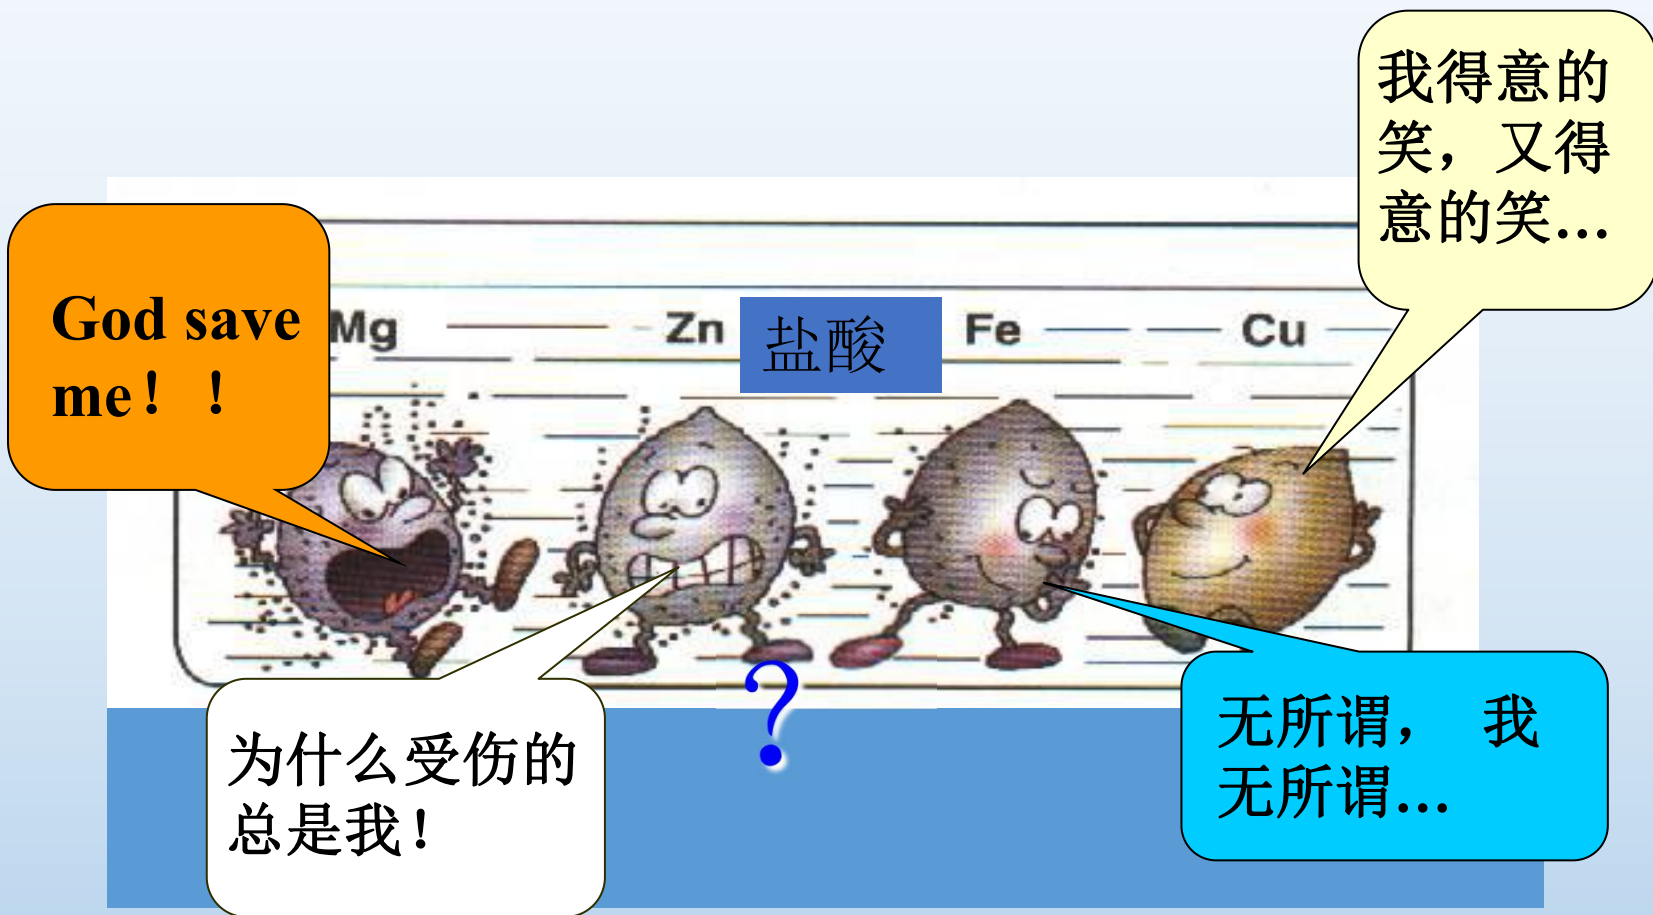 我得意的
笑，又得
意的笑...
God save
me！！
Mg
Zn
盐酸
Fe
Cu
为什么受伤的
总是我！
？
无所谓， 我
无所谓...